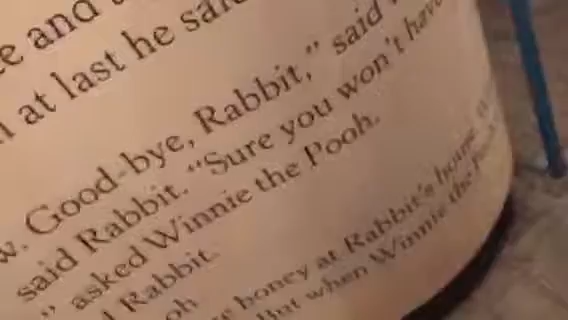 e and
at last he said
w. Good-bye, Rabbit," said
said Rabbit. "Sure you won't have
" asked Winnie the Pooh.
Rabbit.
oh
honey at Rabbit's house.
But when Winnie the